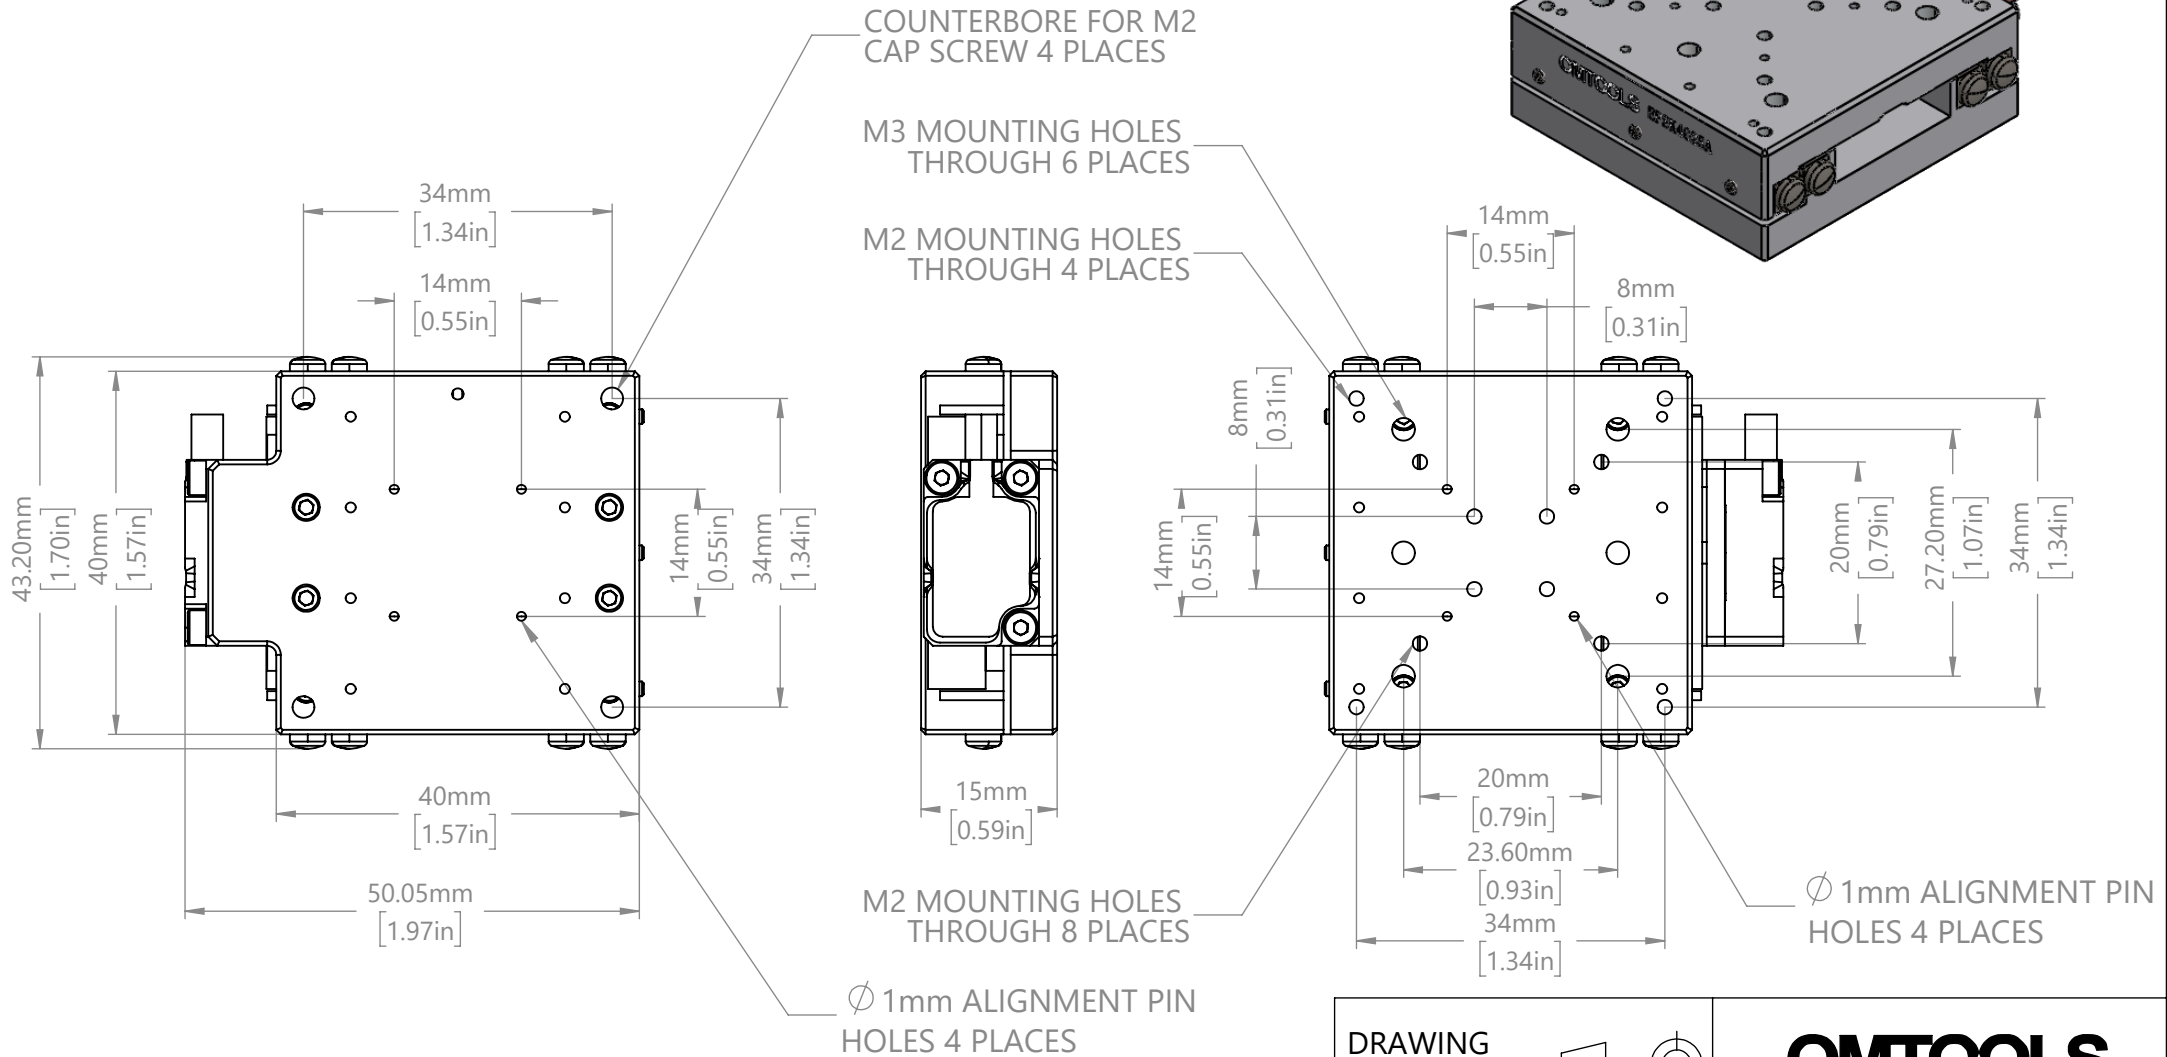 COUNTERBORE FOR M2
CAP SCREW 4 PLACES
M3 MOUNTING HOLES
THROUGH 6 PLACES
M2 MOUNTING HOLES
THROUGH 4 PLACES
OMTOOLS
34mm
[1.34in]
14mm
[0.55in]
43.20mm
[1.70in]
40mm
[1.57in]
14mm
[0.55in]
34mm
[1.34in]
40mm
[1.57in]
50.05mm
[1.97in]
15mm
[0.59in]
14mm
[0.55in]
8mm
[0.31in]
8mm
[0.31in]
14mm
[0.55in]
20mm
[0.79in]
27.20mm
[1.07in]
34mm
[1.34in]
20mm
[0.79in]
23.60mm
[0.93in]
34mm
[1.34in]
M2 MOUNTING HOLES
THROUGH 8 PLACES
∅ 1mm ALIGNMENT PIN
HOLES 4 PLACES
∅ 1mm ALIGNMENT PIN
HOLES 4 PLACES
DRAWING
OMTOOLS